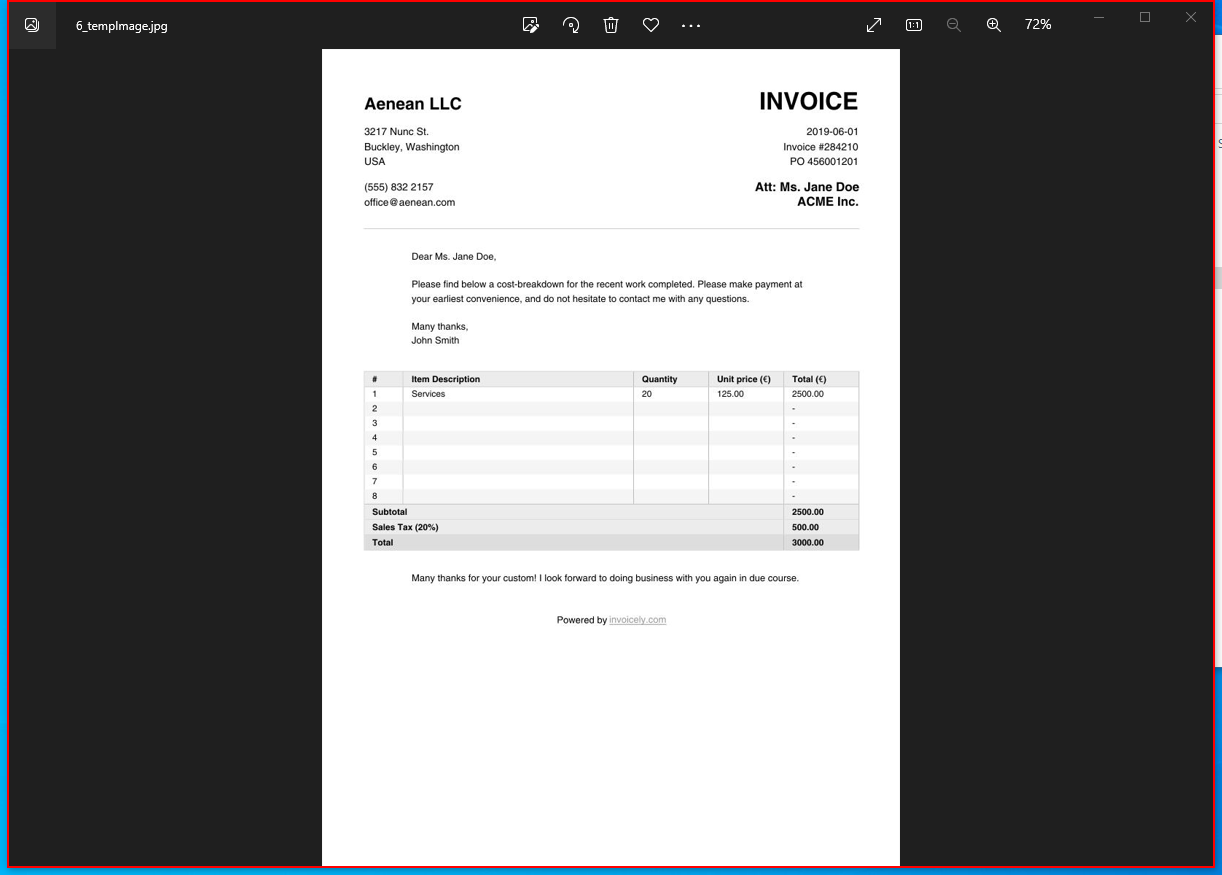 6_tempImage.jpg
1:1
72%
Aenean LLC
INVOICE
3217 Nunc St.
Buckley, Washington
USA
2019-06-01
Invoice #284210
PO 456001201
(555) 832 2157
office@aenean.com
Att: Ms. Jane Doe
ACME Inc.
Dear Ms. Jane Doe,
Please find below a cost-breakdown for the recent work completed. Please make payment at
your earliest convenience, and do not hesitate to contact me with any questions.
Many thanks,
John Smith
# Item Description Quantity Unit price (€) Total (€)
1 Services 20 125.00 2500.00
2 -
3 -
4 -
5 -
6 -
7 -
8 -
Subtotal 2500.00
Sales Tax (20%) 500.00
Total 3000.00
Many thanks for your custom! I look forward to doing business with you again in due course.
Powered by invoicely.com